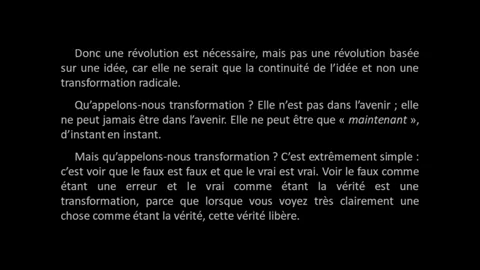 Donc une révolution est nécessaire, mais pas une révolution basée
sur une idée, car elle ne serait que la continuité de l’idée et non une
transformation radicale.
Qu’appelons-nous transformation ? Elle n’est pas dans l’avenir ; elle
ne peut jamais être dans l’avenir. Elle ne peut être que « maintenant »,
d’instant en instant.
Mais qu’appelons-nous transformation ? C’est extrêmement simple :
c’est voir que le faux est faux et que le vrai est vrai. Voir le faux comme
étant une erreur et le vrai comme étant la vérité est une
transformation, parce que lorsque vous voyez très clairement une
chose comme étant la vérité, cette vérité libère.